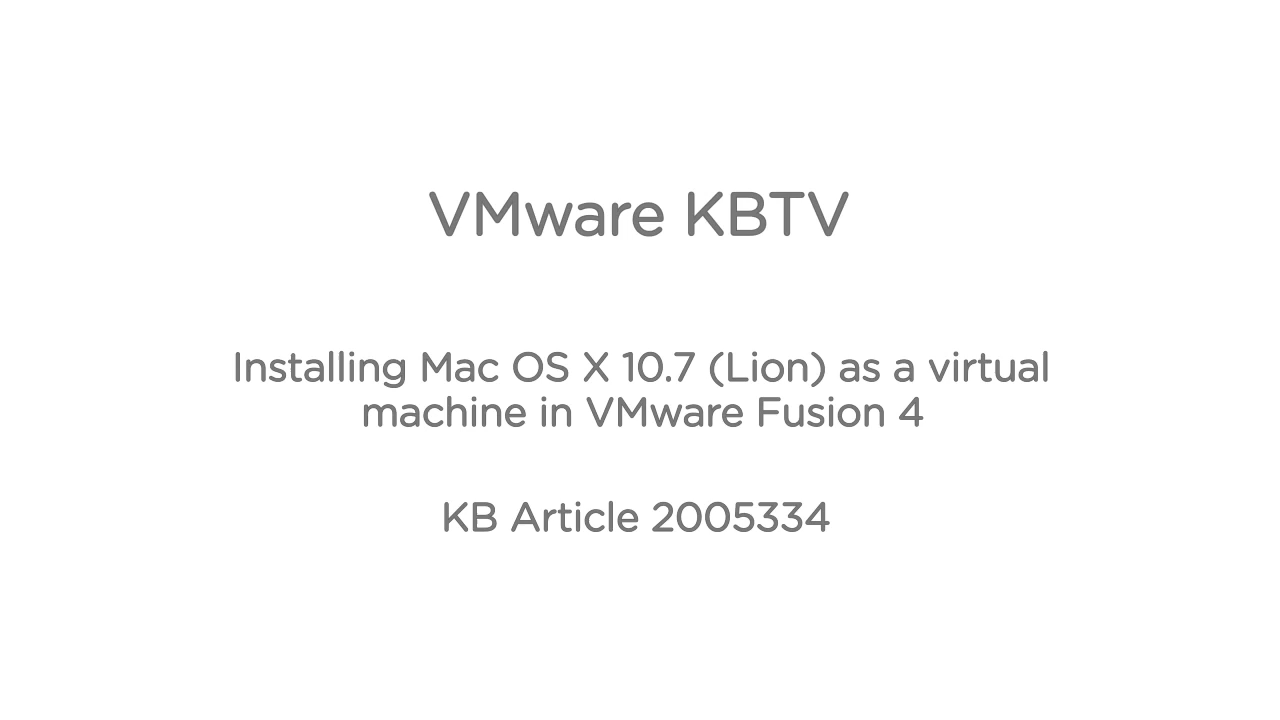 VMware KBTV
Installing Mac OS X 10.7 (Lion) as a virtual
machine in VMware Fusion 4
KB Article 2005334